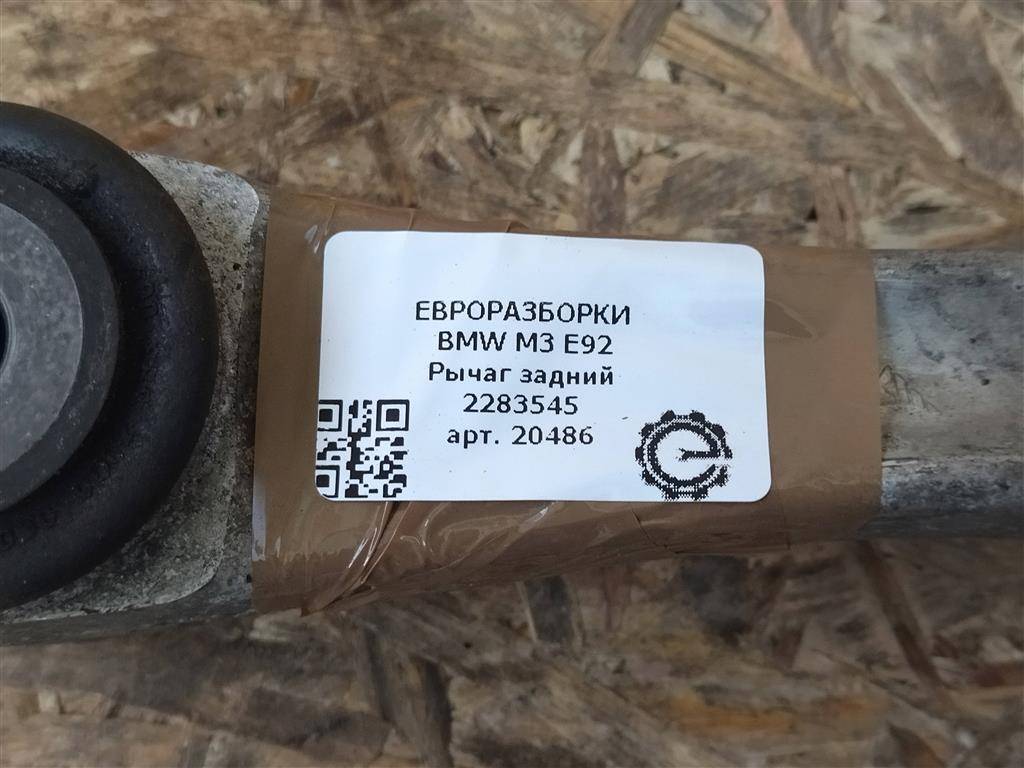 ЕВРОРАЗБОРКИ
BMW M3 E92
Рычаг задний
2283545
арт. 20486